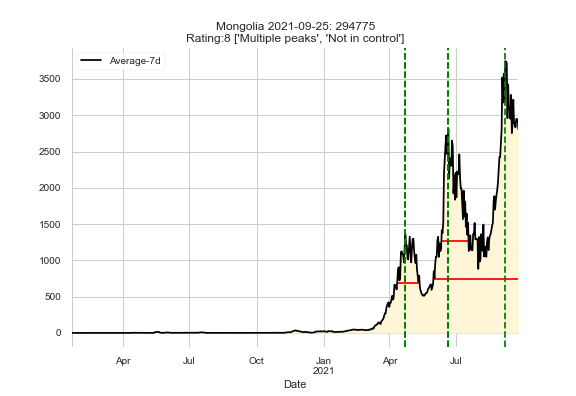 Mongolia 2021-09-25: 294775
Rating:8 ['Multiple peaks', 'Not in control']
Average-7d
3500
3000
2500
2000
1500
1000
500
0
Apr Jul Oct Jan Apr Jul
2021
Date